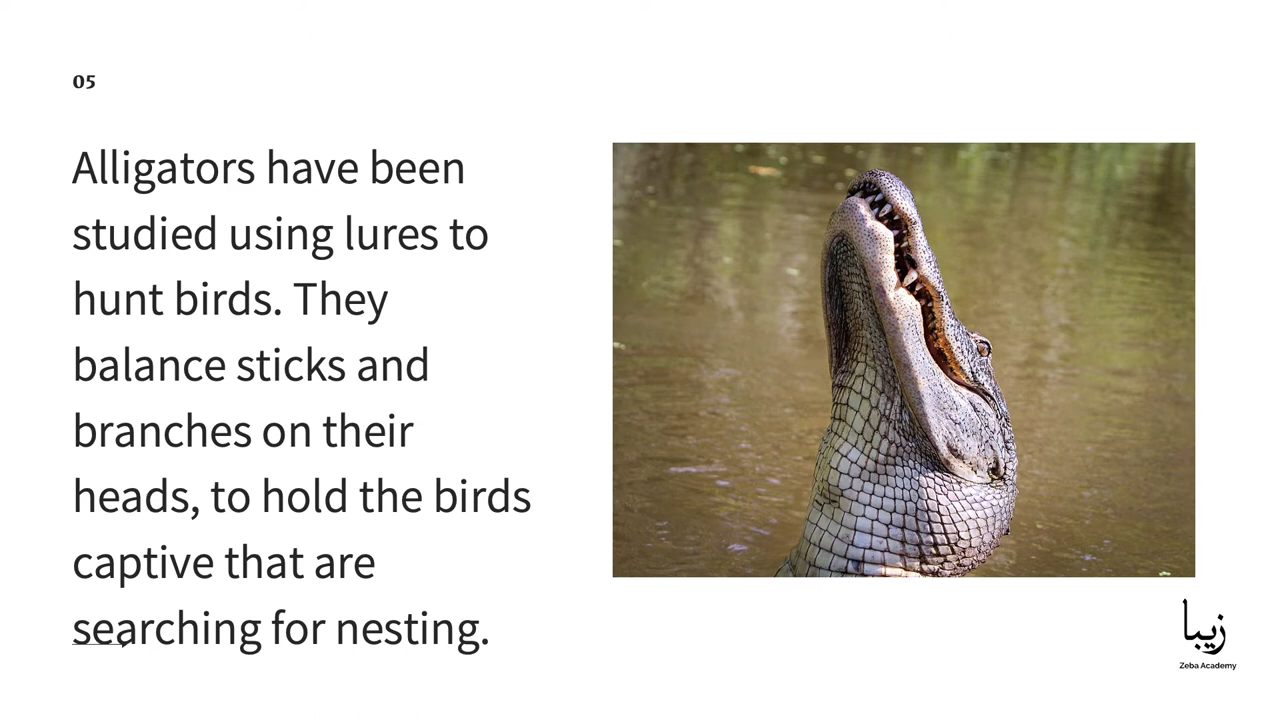 05
Alligators have been
studied using lures to
hunt birds. They
balance sticks and
branches on their
heads, to hold the birds
captive that are
searching for nesting.
زیبا
Zeba Academy